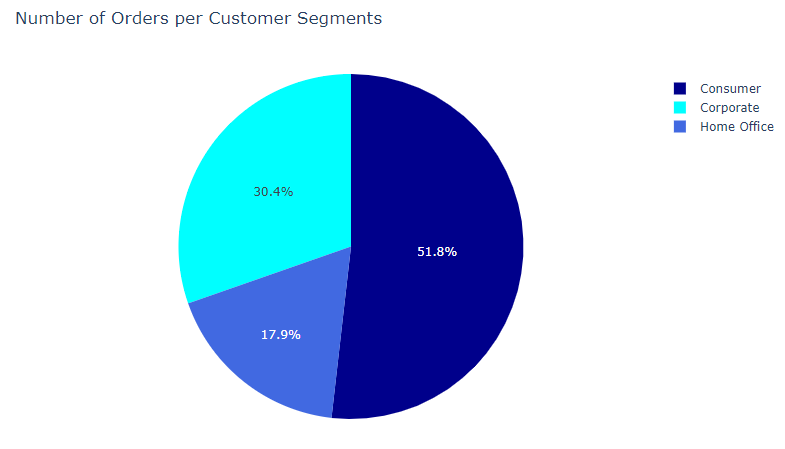 Number of Orders per Customer Segments
Consumer
Corporate
Home Office
30.4%
51.8%
17.9%